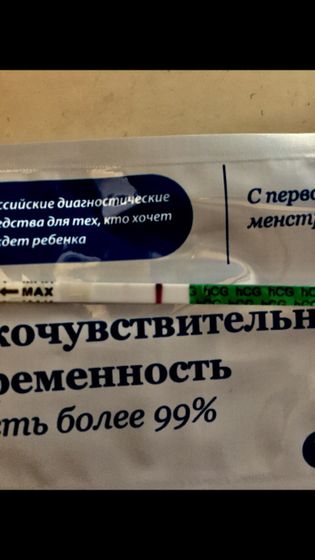 ссийские диагностические
едства для тех, кто хочет
ждет ребенка
С перво
менстр
MAX
hCG hCG hCG hCG
кочувствительн
ременность
сть более 99%